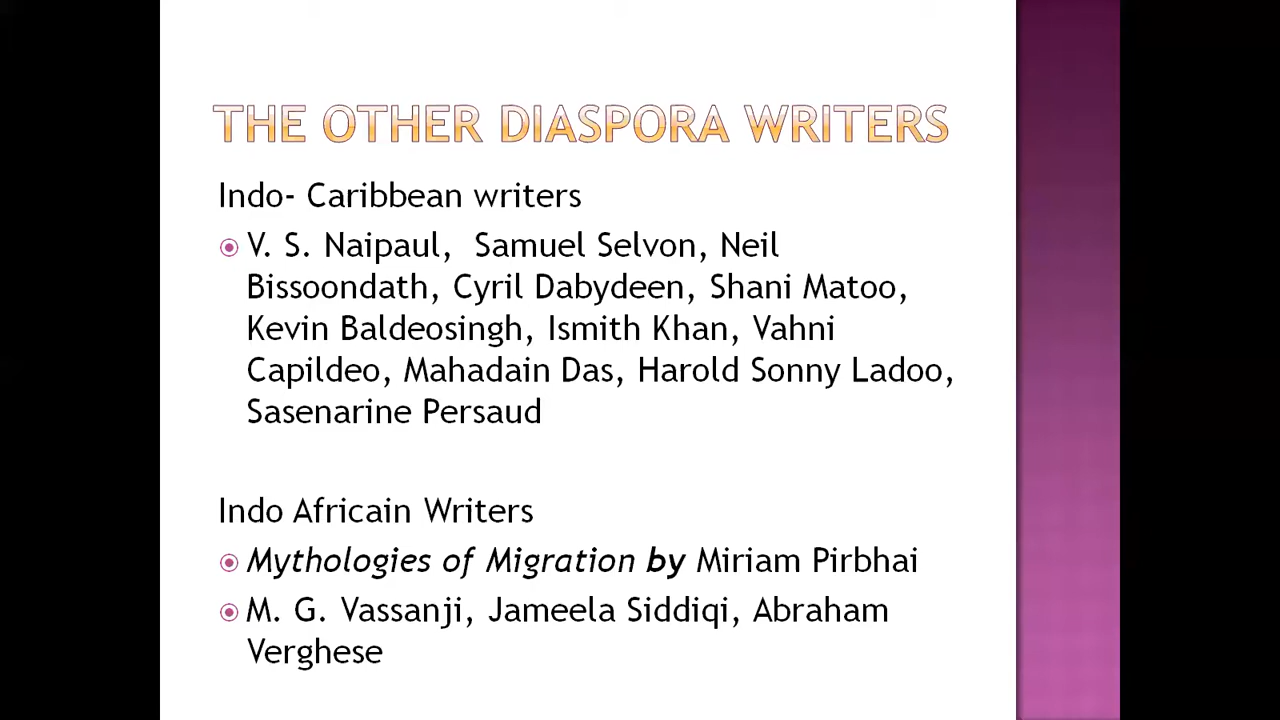 THE OTHER DIASPORA WRITERS
Indo- Caribbean writers
V. S. Naipaul, Samuel Selvon, Neil
Bissoondath, Cyril Dabydeen, Shani Matoo,
Kevin Baldeosingh, Ismith Khan, Vahni
Capildeo, Mahadain Das, Harold Sonny Ladoo,
Sasenarine Persaud
Indo Africain Writers
Mythologies of Migration by Miriam Pirbhai
M. G. Vassanji, Jameela Siddiqi, Abraham
Verghese